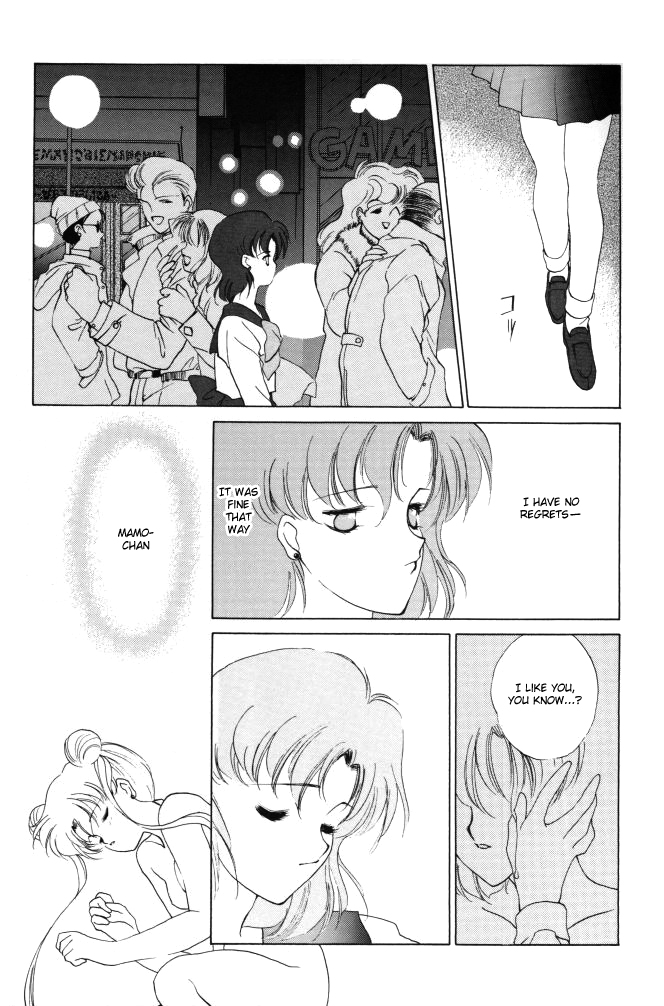 コツ
GAM
I HAVE NO
REGRETS—
IT WAS
FINE
THAT
WAY
MAMO-
CHAN
I LIKE YOU,
YOU KNOW...?